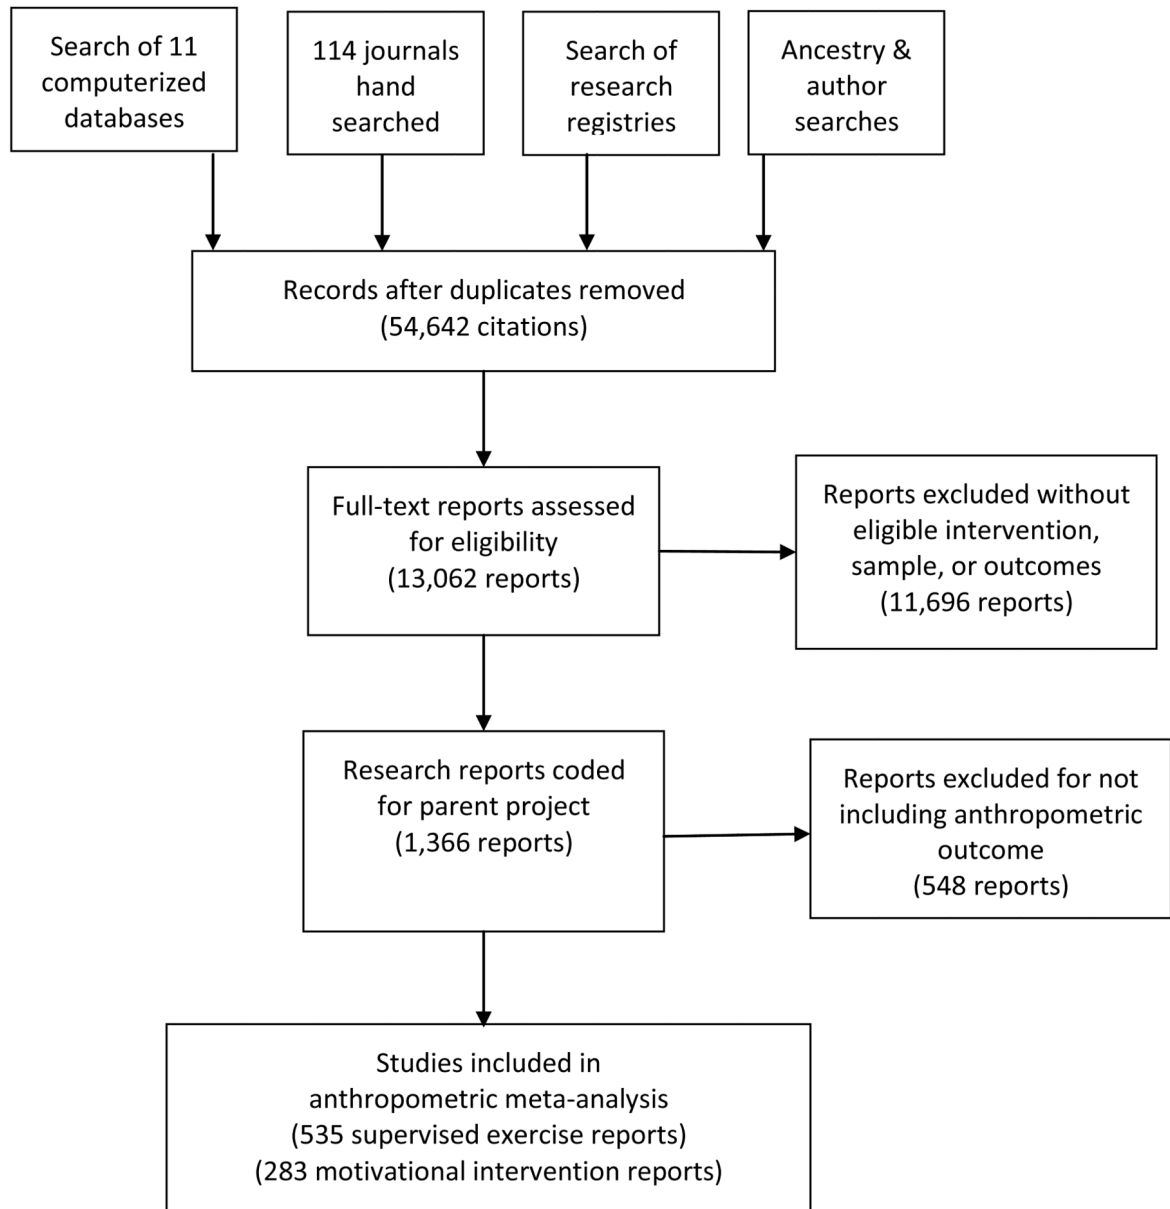 Search of 11
computerized
databases
114 journals
hand
searched
Search of
research
registries
Ancestry &
author
searches
Records after duplicates removed
(54,642 citations)
Full-text reports assessed
for eligibility
(13,062 reports)
Reports excluded without
eligible intervention,
sample, or outcomes
(11,696 reports)
Research reports coded
for parent project
(1,366 reports)
Reports excluded for not
including anthropometric
outcome
(548 reports)
Studies included in
anthropometric meta-analysis
(535 supervised exercise reports)
(283 motivational intervention reports)